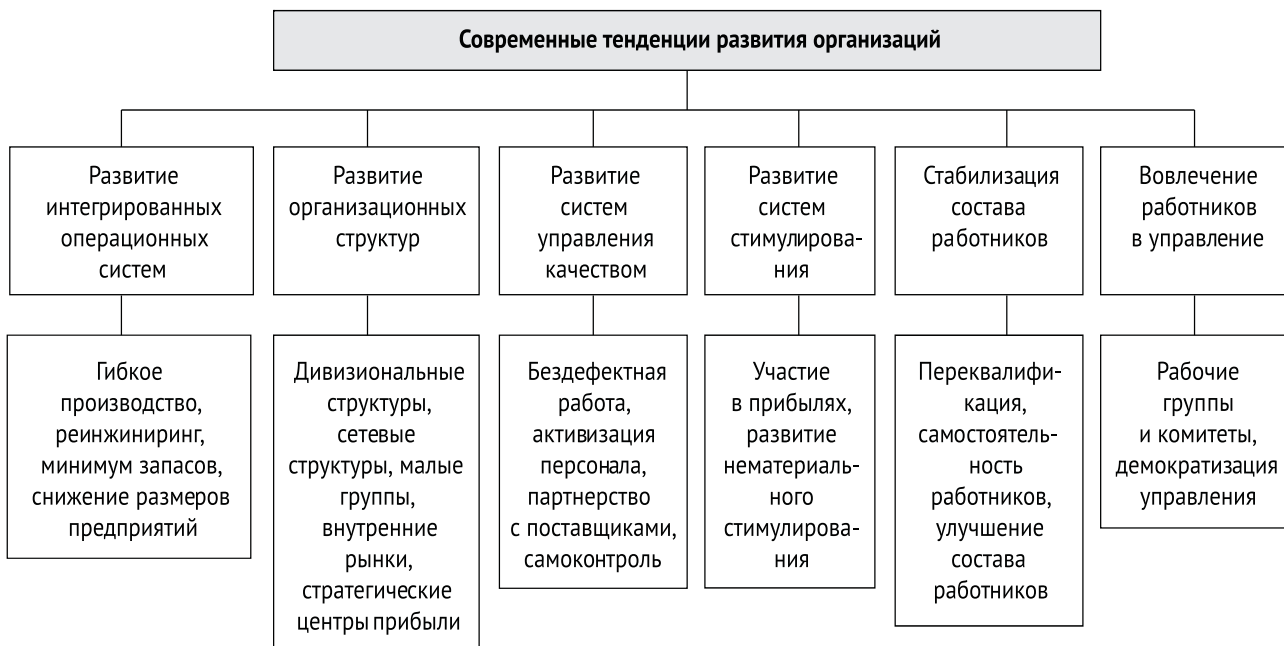 Современные тенденции развития организаций
Развитие
интегрированных
операционных
систем
Развитие
организационных
структур
Развитие
систем
управления
качеством
Развитие
систем
стимулирова-
ния
Стабилизация
состава
работников
Вовлечение
работников
в управление
Гибкое
производство,
реинжиниринг,
минимум запасов,
снижение размеров
предприятий
Дивизиональные
структуры,
сетевые
структуры, малые
группы,
внутренние
рынки,
стратегические
центры прибыли
Бездефектная
работа,
активизация
персонала,
партнерство
с поставщиками,
самоконтроль
Участие
в прибылях,
развитие
нематериаль-
ного
стимулирова-
ния
Переквалифи-
кация,
самостоятель-
ность
работников,
улучшение
состава
работников
Рабочие
группы
и комитеты,
демократизация
управления